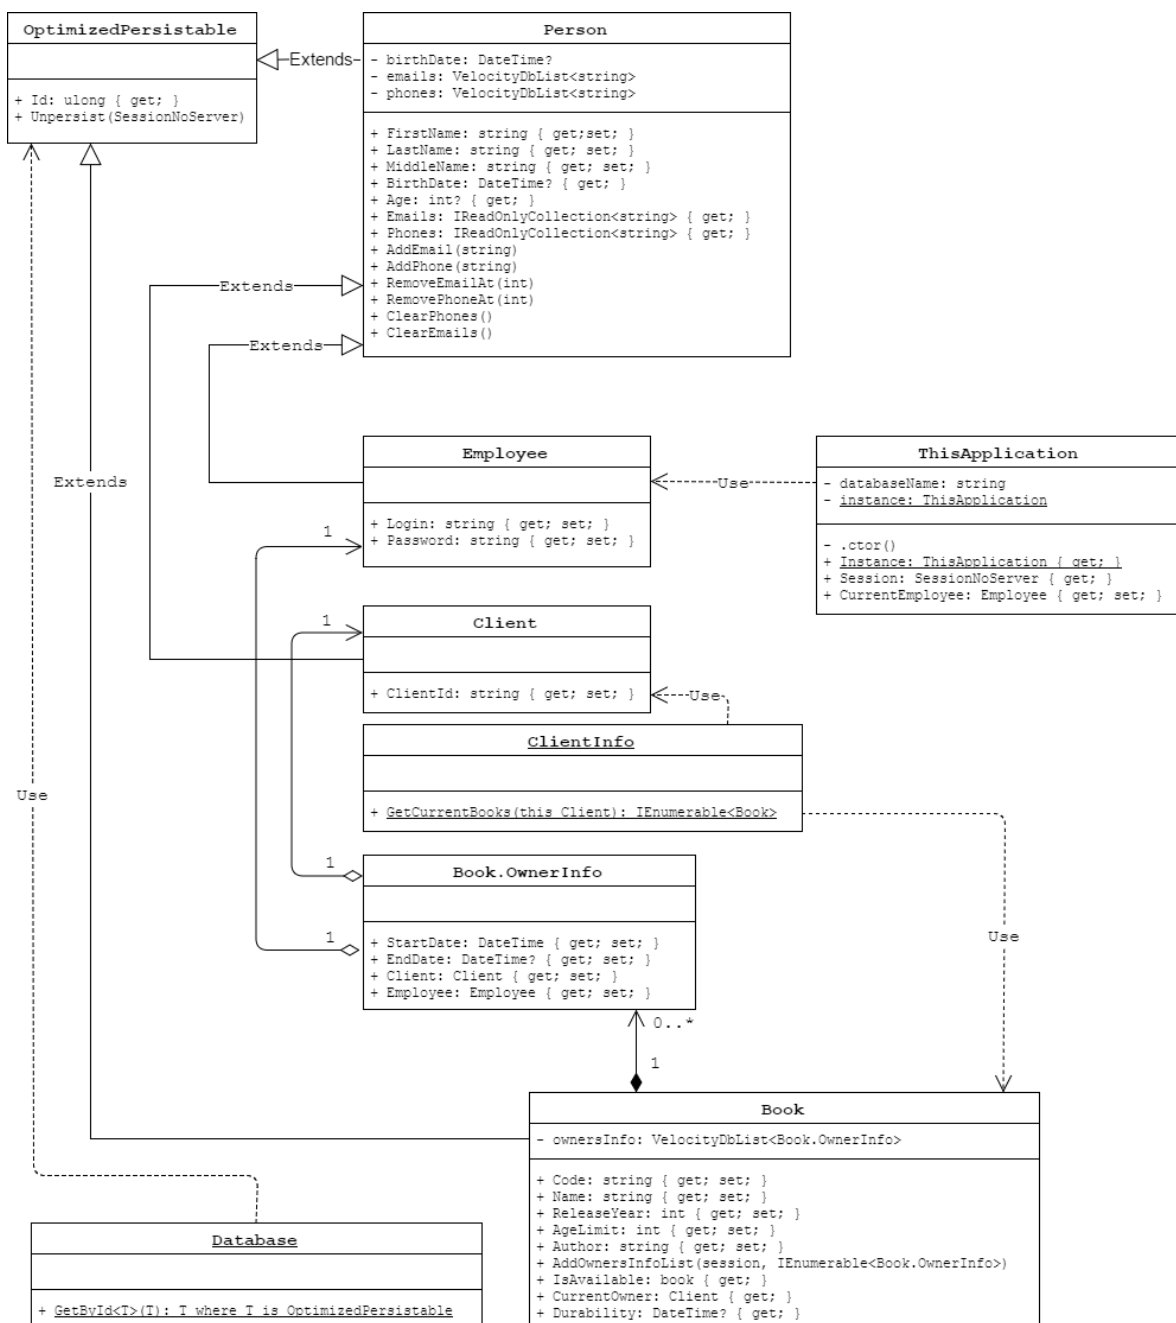 OptimizedPersistable
+ Id: ulong { get; }
+ Unpersist(SessionNoServer)
Extends
Person
- birthDate: DateTime?
- emails: VelocityDbList<string>
- phones: VelocityDbList<string>
+ FirstName: string { get;set; }
+ LastName: string { get; set; }
+ MiddleName: string { get; set; }
+ BirthDate: DateTime? { get; }
+ Age: int? { get; }
+ Emails: IReadOnlyCollection<string> { get; }
+ Phones: IReadOnlyCollection<string> { get; }
+ AddEmail(string)
+ AddPhone(string)
+ RemoveEmailAt(int)
+ RemovePhoneAt(int)
+ ClearPhones()
+ ClearEmails()
Extends
Extends
Extends
Employee
+ Login: string { get; set; }
+ Password: string { get; set; }
Use
ThisApplication
- databaseName: string
- instance: ThisApplication
- .ctor()
+ Instance: ThisApplication { get; }
+ Session: SessionNoServer { get; }
+ CurrentEmployee: Employee { get; set; }
1
1
Client
+ ClientId: string { get; set; }
Use
ClientInfo
+ GetCurrentBooks(this Client): IEnumerable<Book>
Use
1
1
Book.OwnerInfo
+ StartDate: DateTime { get; set; }
+ EndDate: DateTime? { get; set; }
+ Client: Client { get; set; }
+ Employee: Employee { get; set; }
Use
0..*
1
Book
- ownersInfo: VelocityDbList<Book.OwnerInfo>
+ Code: string { get; set; }
+ Name: string { get; set; }
+ ReleaseYear: int { get; set; }
+ AgeLimit: int { get; set; }
+ Author: string { get; set; }
+ AddOwnersInfoList(session, IEnumerable<Book.OwnerInfo>)
+ IsAvailable: book { get; }
+ CurrentOwner: Client { get; }
+ Durability: DateTime? { get; }
Database
+ GetById<T>(T): T where T is OptimizedPersistable